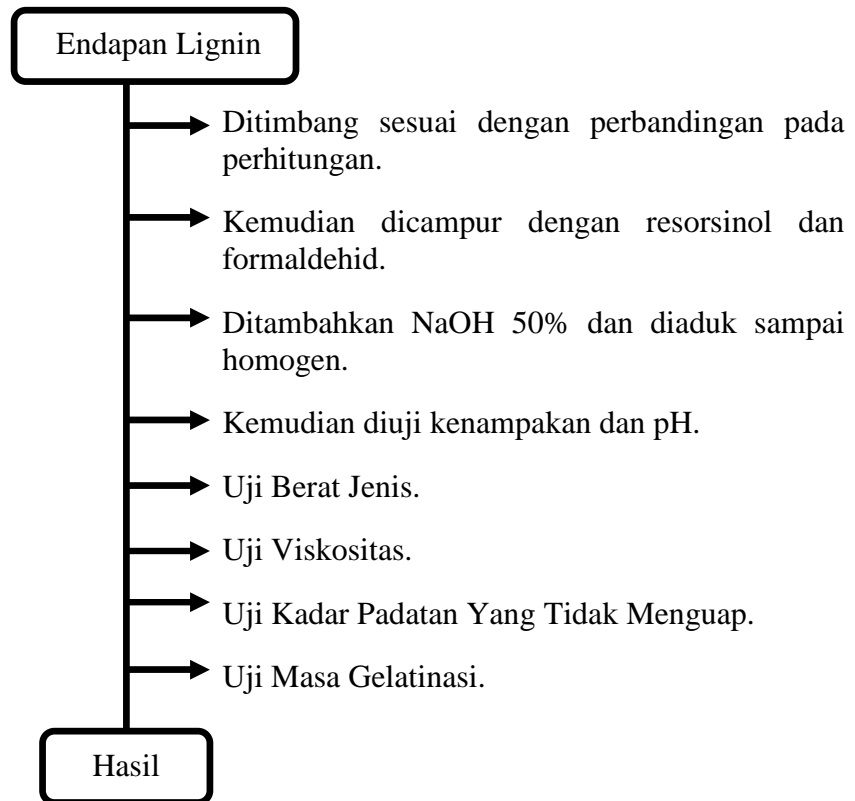 Endapan Lignin
Ditimbang sesuai dengan perbandingan pada
perhitungan.
Kemudian dicampur dengan resorsinol dan
formaldehid.
Ditambahkan NaOH 50% dan diaduk sampai
homogen.
Kemudian diuji kenampakan dan pH.
Uji Berat Jenis.
Uji Viskositas.
Uji Kadar Padatan Yang Tidak Menguap.
Uji Masa Gelatinasi.
Hasil